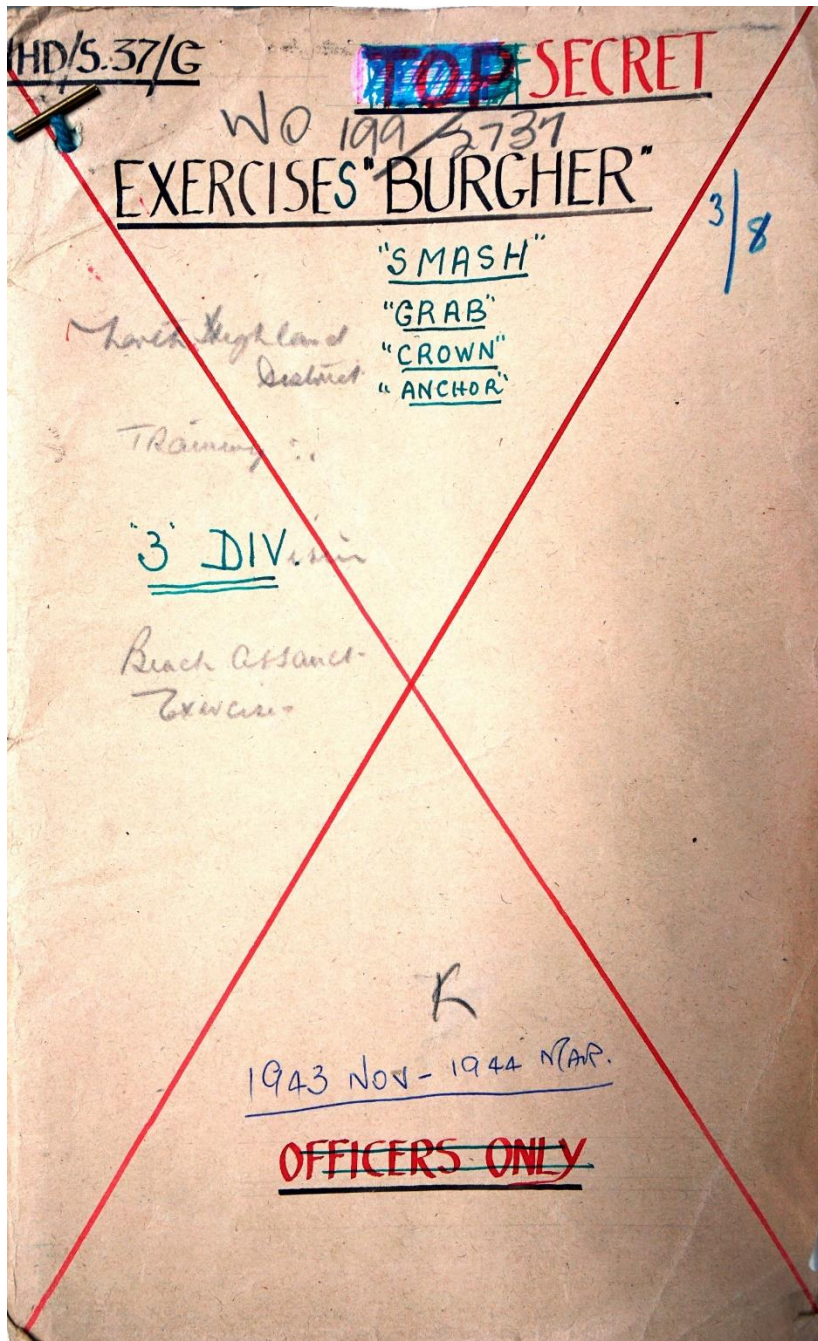 HD/S.37/G
TOP SECRET
WO 199/2737
EXERCISES "BURGHER"
3/8
"SMASH"
"GRAB"
"CROWN"
"ANCHOR"
North Highland
District
Training :.
"3" DIVision
Beach Assault
Exercises
K
1943 NOV - 1944 MAR.
OFFICERS ONLY